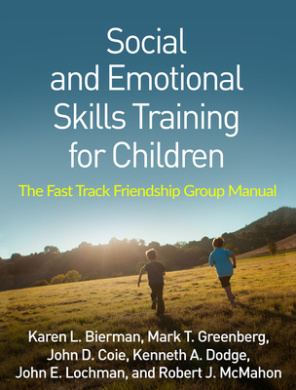 Social
and Emotional
Skills Training
for Children
The Fast Track Friendship Group Manual
Karen L. Bierman, Mark T. Greenberg,
John D. Coie, Kenneth A. Dodge,
John E. Lochman, and Robert J. McMahon